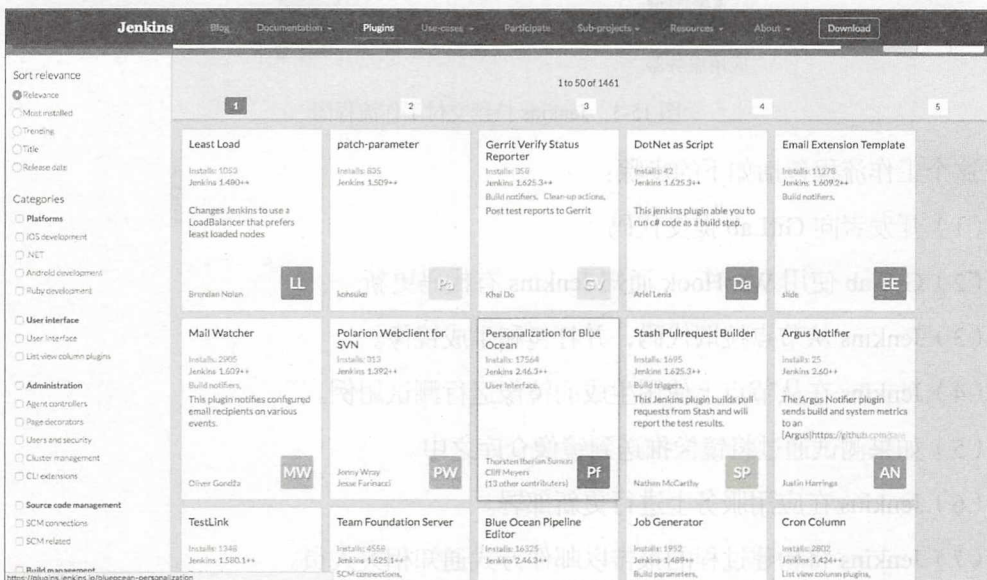 Jenkins Blog Documentation Plugins Use-cases Participate Sub-projects Resources About Download
Sort relevance
Relevance
Most installed
Trending
Title
Release date
Categories
Platforms
iOS development
.NET
Android development
Ruby development
User interface
User interface
List view column plugins
Administration
Agent controllers
Page decorators
Users and security
Cluster management
CLI extensions
Source code management
SCM connections
SCM related
Build management
https://plugins.jenkins.io/blueocean-personalization
1 to 50 of 1461
1 2 3 4 5
Least Load
Installs: 1053
Jenkins 1.480++
Changes Jenkins to use a
LoadBalancer that prefers
least loaded nodes
Brendan Nolan
LL
patch-parameter
Installs: 835
Jenkins 1.509++
kohsuke
Pa
Gerrit Verify Status
Reporter
Installs: 358
Jenkins 1.625.3++
Build notifiers, Clean-up actions,
Post test reports to Gerrit
Khai Do
GV
DotNet as Script
Installs: 42
Jenkins 1.625.3++
This jenkins plugin able you to
run c# code as a build step.
Ariel Lenis
Da
Email Extension Template
Installs: 11278
Jenkins 1.609.2++
Build notifiers,
slide
EE
Mail Watcher
Installs: 2905
Jenkins 1.609++
Build notifiers,
This plugin notifies configured
email recipients on various
events.
Oliver Gondža
MW
Polarion Webclient for
SVN
Installs: 313
Jenkins 1.392++
Jonny Wray
Jesse Farinacci
PW
Personalization for Blue
Ocean
Installs: 17564
Jenkins 2.46.3++
User Interface,
Thorsten
Cliff Meyers
(13 other contributors)
Pf
Stash Pullrequest Builder
Installs: 1695
Jenkins 1.625.3++
Build triggers,
This Jenkins plugin builds pull
requests from Stash and will
report the test results.
Nathan McCarthy
SP
Argus Notifier
Installs: 25
Jenkins 2.60++
The Argus Notifier plugin
sends build and system metrics
to an
[Argus](https://github.com/
Justin Harringa
AN
TestLink
Installs: 1348
Jenkins 1.580.1++
Team Foundation Server
Installs: 4558
Jenkins 1.625.1++
SCM connections,
Blue Ocean Pipeline
Editor
Installs: 16325
Jenkins 2.46.3++
Job Generator
Installs: 1952
Jenkins 1.489++
Build parameters,
Cron Column
Installs: 2802
Jenkins 1.424++
List view column plugins,